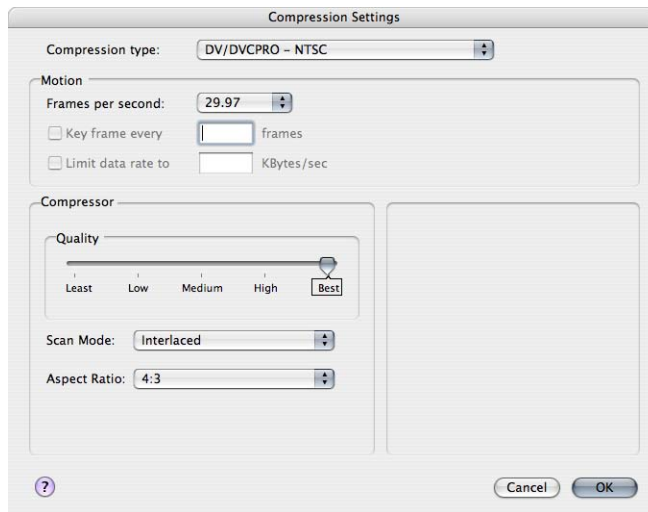 Compression Settings
Compression type: DV/DVCPRO – NTSC
Motion
Frames per second: 29.97
Key frame every frames
Limit data rate to KBytes/sec
Compressor
Quality
Least Low Medium High Best
Scan Mode: Interlaced
Aspect Ratio: 4:3
? Cancel OK